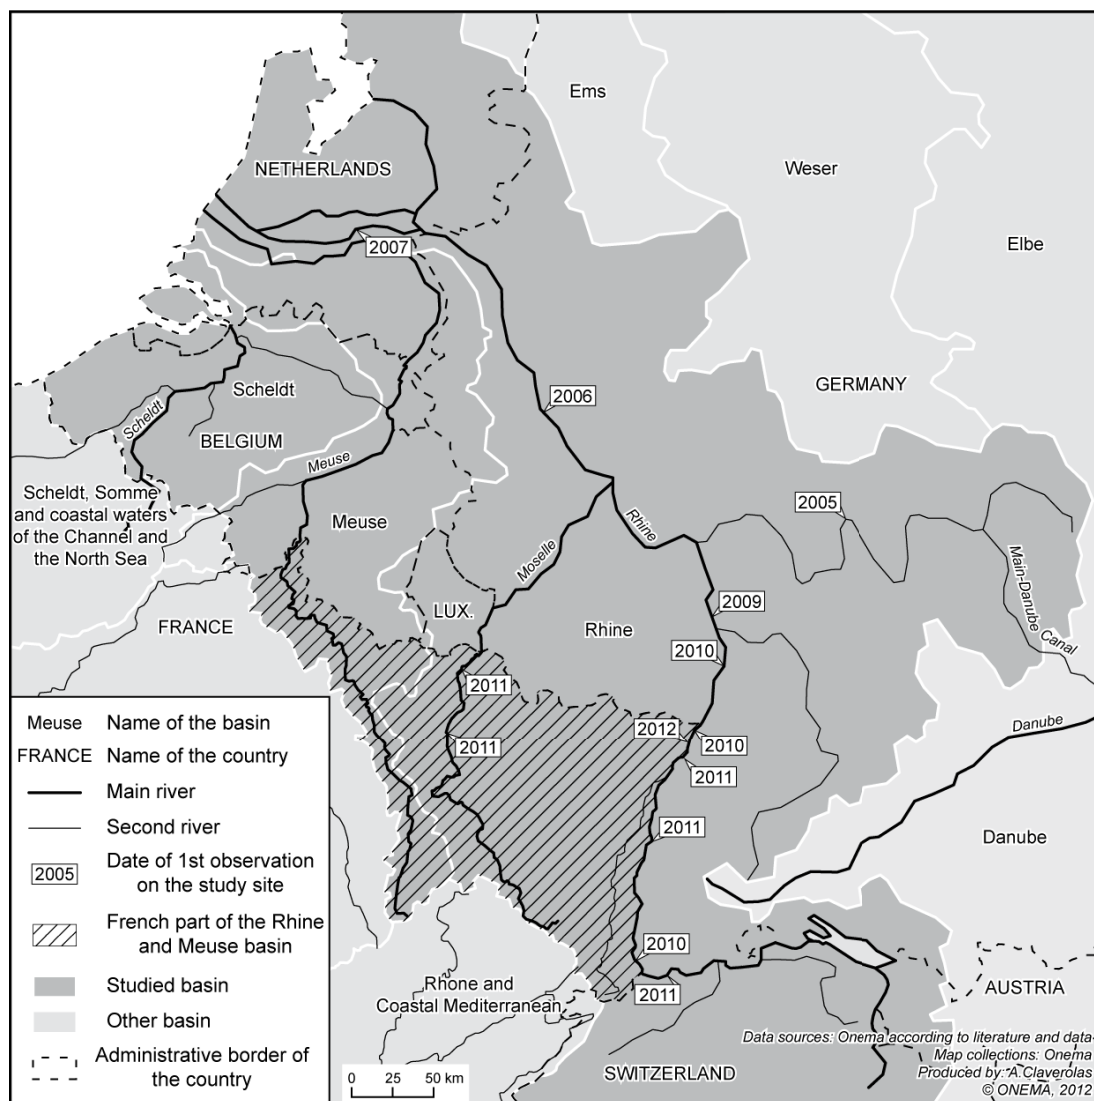 Ems
Weser
NETHERLANDS
Elbe
2007
GERMANY
2006
Scheldt
Scheldt
BELGIUM
Meuse
Scheldt, Somme
and coastal waters
of the Channel and
the North Sea
Meuse
2005
Rhine
Moselle
Main-Danube Canal
LUX.
2009
FRANCE
Rhine
2010
2011
2012
2010
2011
2011
Danube
2011
Danube
2010
2011
Rhone and
Coastal Mediterranean
AUSTRIA
SWITZERLAND
Meuse Name of the basin
FRANCE Name of the country
Main river
Second river
2005 Date of 1st observation
on the study site
French part of the Rhine
and Meuse basin
Studied basin
Other basin
Administrative border of
the country
0 25 50 km
Data sources: Onema according to literature and data-
Map collections: Onema
Produced by: A.Claverolas
© ONEMA, 2012